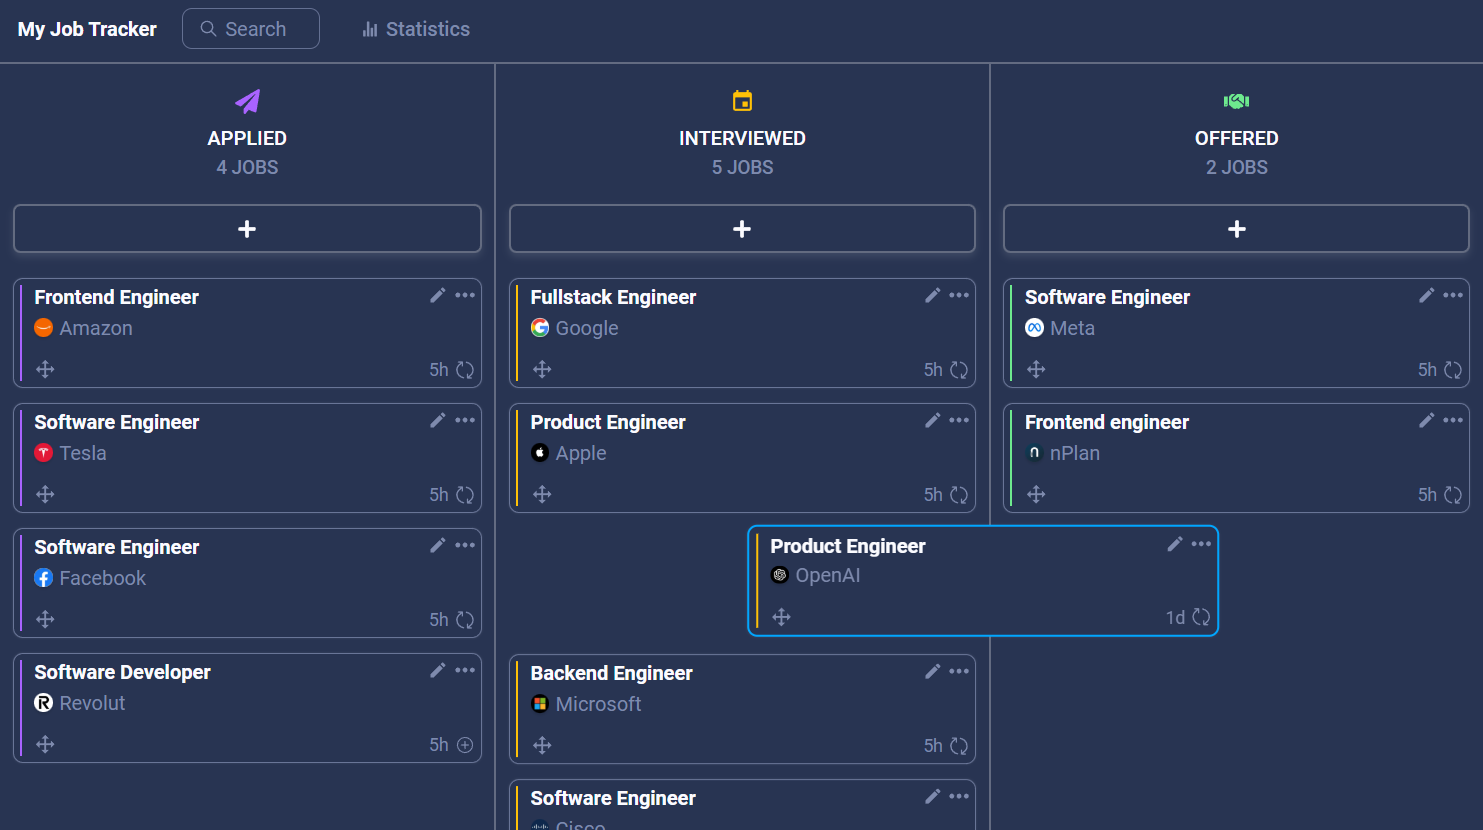 My Job Tracker
Search
Statistics
APPLIED
4 JOBS
Frontend Engineer
Amazon
5h
Software Engineer
Tesla
5h
Software Engineer
Facebook
5h
Software Developer
Revolut
5h
INTERVIEWED
5 JOBS
Fullstack Engineer
Google
5h
Product Engineer
Apple
5h
Product Engineer
OpenAI
1d
Backend Engineer
Microsoft
5h
Software Engineer
Cisco
OFFERED
2 JOBS
Software Engineer
Meta
5h
Frontend engineer
nPlan
5h